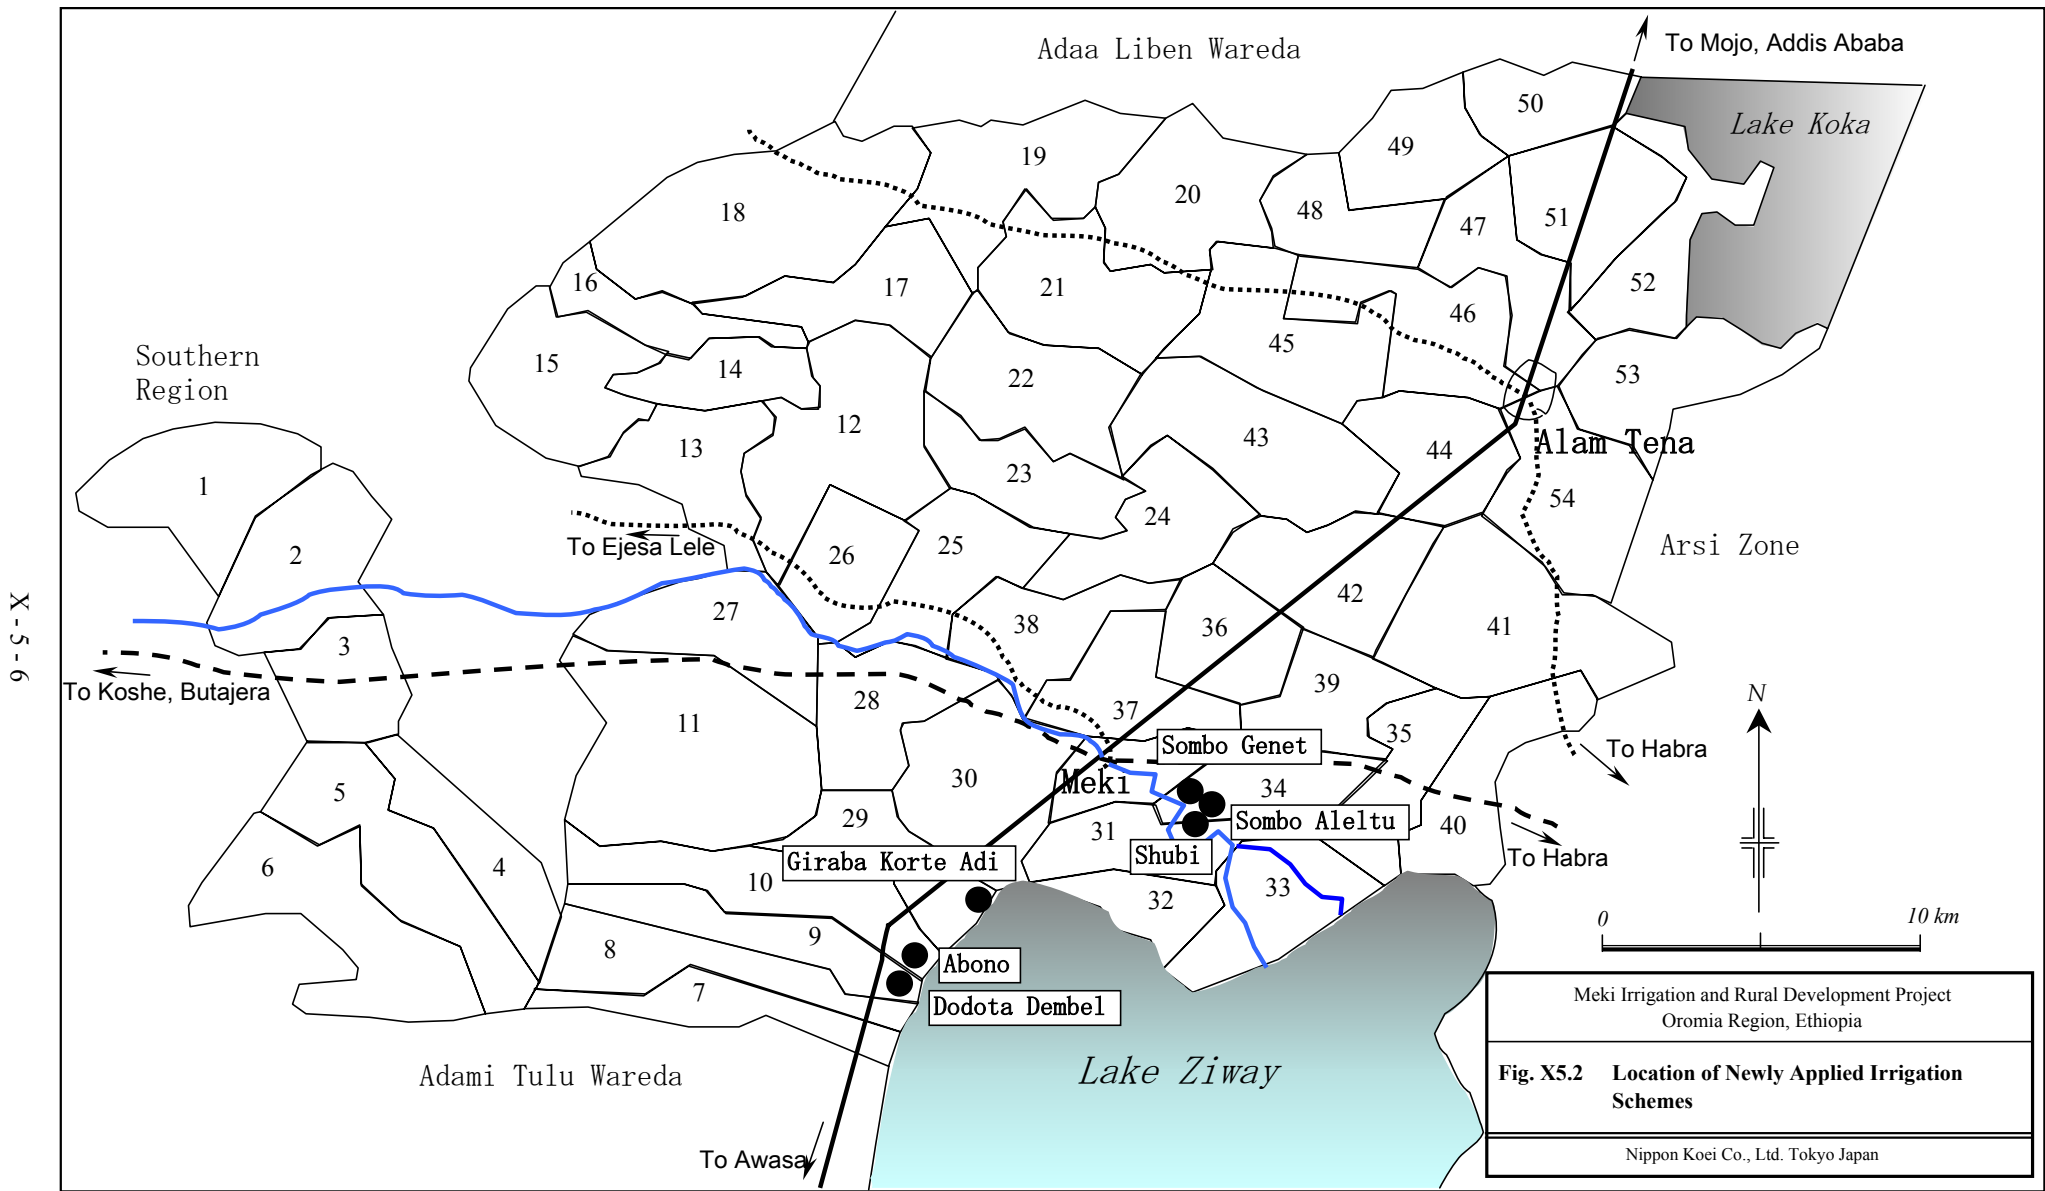 To Mojo, Addis Ababa
Adaa Liben Wareda
50
Lake Koka
49
19
18
20
48
51
47
16
17
21
52
46
45
Southern
Region
15
14
22
53
12
43
13
Alam Tena
44
23
1
54
24
To Ejesa Lele
26
25
Arsi Zone
2
X-5-6
27
42
38
36
41
3
To Koshe, Butajera
39
28
11
37
N
35
Sombo Genet
To Habra
30
Meki
5
34
29
31
Sombo Aleltu
40
Giraba Korte Adi
Shubi
To Habra
6
4
10
33
32
0
10 km
9
8
Abono
7
Dodota Dembel
Meki Irrigation and Rural Development Project
Oromia Region, Ethiopia
Adami Tulu Wareda
Lake Ziway
Fig. X5.2 Location of Newly Applied Irrigation
Schemes
To Awasa
Nippon Koei Co., Ltd. Tokyo Japan